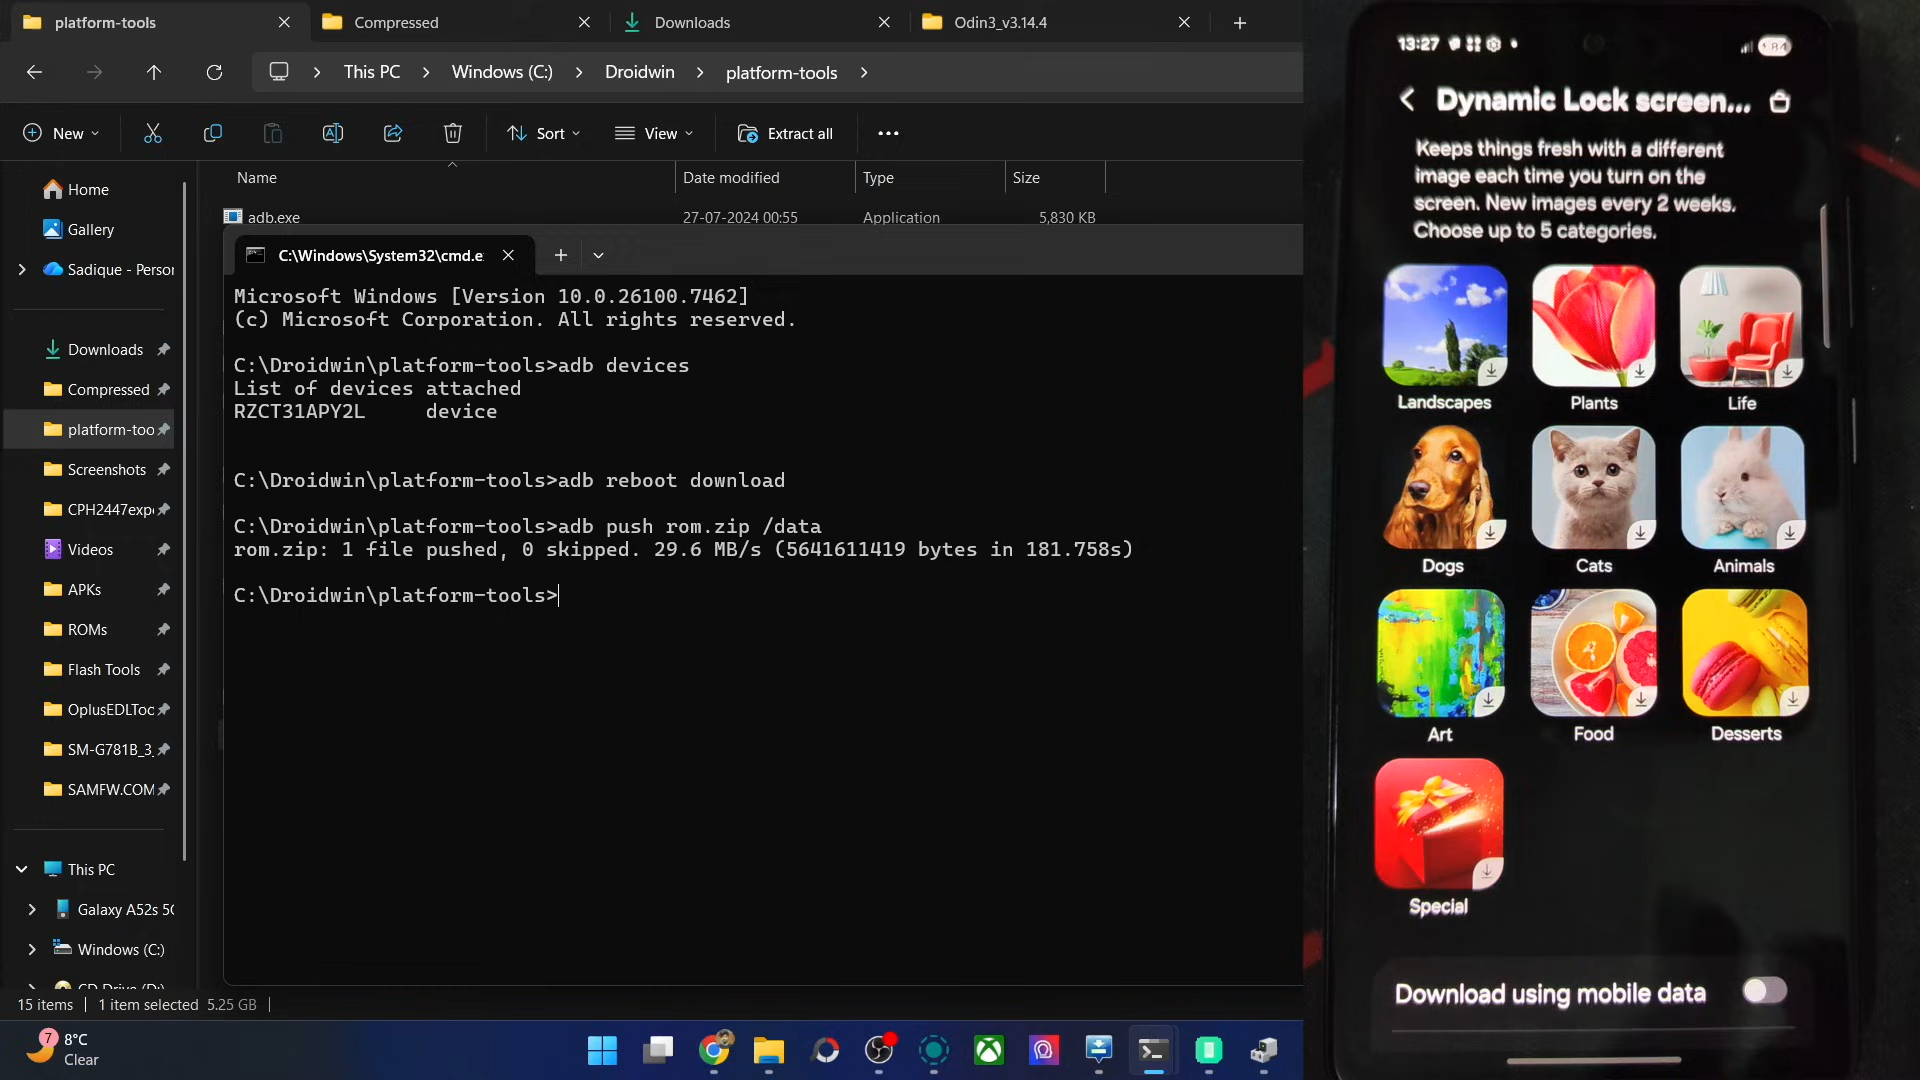 platform-tools
Compressed
Downloads
Odin3_v3.14.4
This PC
Windows (C:)
Droidwin
platform-tools
New
Sort
View
Extract all
Name
Date modified
Type
Size
adb.exe
27-07-2024 00:55
Application
5,830 KB
Home
Gallery
Sadique - Persor
Downloads
Compressed
platform-too
Screenshots
CPH2447exp
Videos
APKs
ROMs
Flash Tools
OplusEDLToo
SM-G781B_3_
SAMFW.COM
This PC
Galaxy A52s 5G
Windows (C:)
CD Drive (D:)
15 items
1 item selected 5.25 GB
C:\Windows\System32\cmd.e
Microsoft Windows [Version 10.0.26100.7462]
(c) Microsoft Corporation. All rights reserved.
C:\Droidwin\platform-tools>adb devices
List of devices attached
RZCT31APY2L device
C:\Droidwin\platform-tools>adb reboot download
C:\Droidwin\platform-tools>adb push rom.zip /data
rom.zip: 1 file pushed, 0 skipped. 29.6 MB/s (5641611419 bytes in 181.758s)
C:\Droidwin\platform-tools>
7
8°C
Clear
13:27
84
Dynamic Lock screen...
Keeps things fresh with a different
image each time you turn on the
screen. New images every 2 weeks.
Choose up to 5 categories.
Landscapes
Plants
Life
Dogs
Cats
Animals
Art
Food
Desserts
Special
Download using mobile data